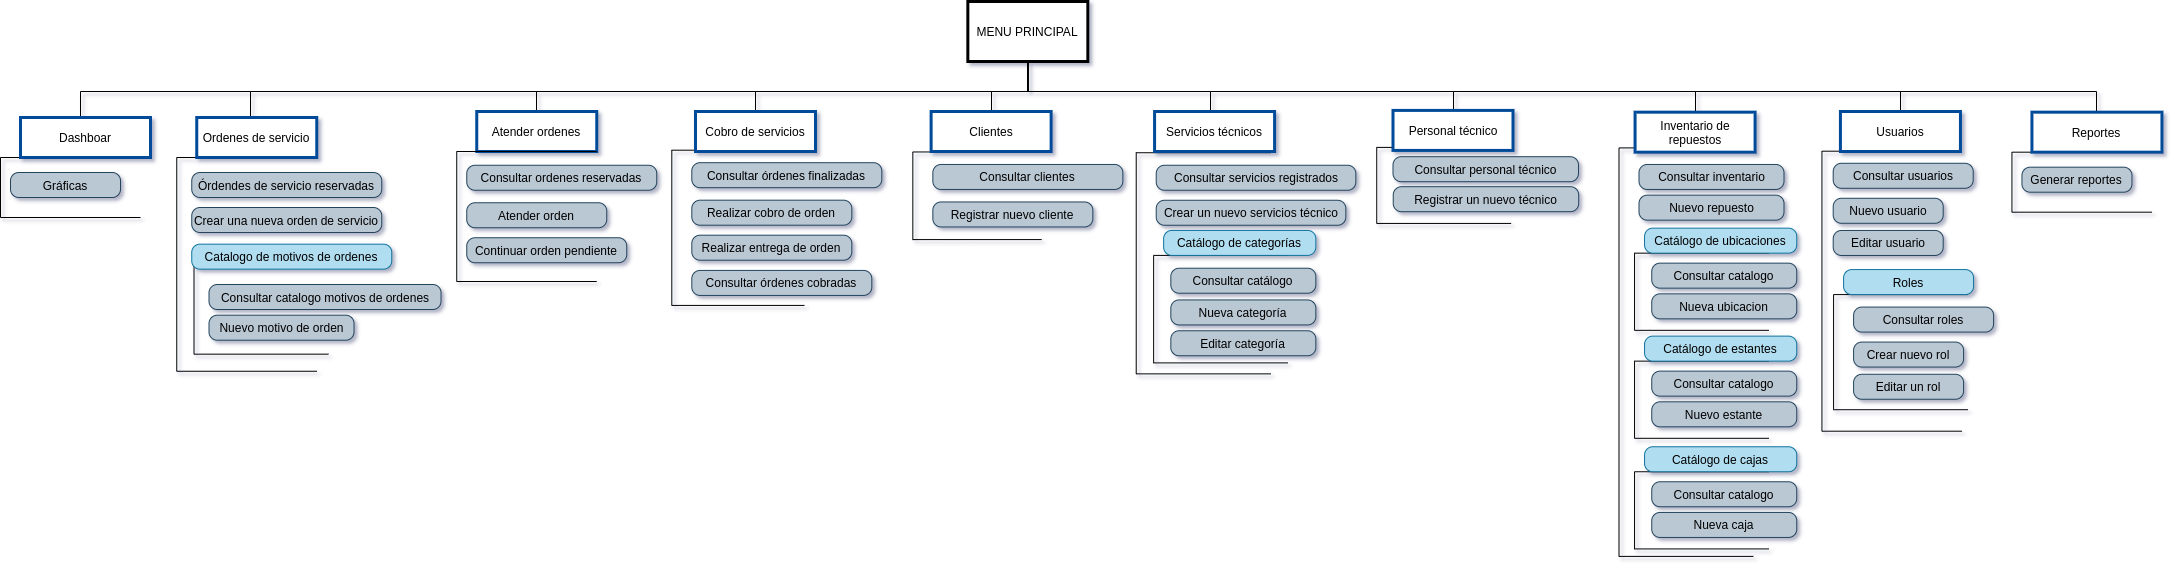 MENU PRINCIPAL
Dashboar
Gráficas
Ordenes de servicio
Órdendes de servicio reservadas
Crear una nueva orden de servicio
Catalogo de motivos de ordenes
Consultar catalogo motivos de ordenes
Nuevo motivo de orden
Atender ordenes
Consultar ordenes reservadas
Atender orden
Continuar orden pendiente
Cobro de servicios
Consultar órdenes finalizadas
Realizar cobro de orden
Realizar entrega de orden
Consultar órdenes cobradas
Clientes
Consultar clientes
Registrar nuevo cliente
Servicios técnicos
Consultar servicios registrados
Crear un nuevo servicios técnico
Catálogo de categorías
Consultar catálogo
Nueva categoría
Editar categoría
Personal técnico
Consultar personal técnico
Registrar un nuevo técnico
Inventario de
repuestos
Consultar inventario
Nuevo repuesto
Catálogo de ubicaciones
Consultar catalogo
Nueva ubicacion
Catálogo de estantes
Consultar catalogo
Nuevo estante
Catálogo de cajas
Consultar catalogo
Nueva caja
Usuarios
Consultar usuarios
Nuevo usuario
Editar usuario
Roles
Consultar roles
Crear nuevo rol
Editar un rol
Reportes
Generar reportes